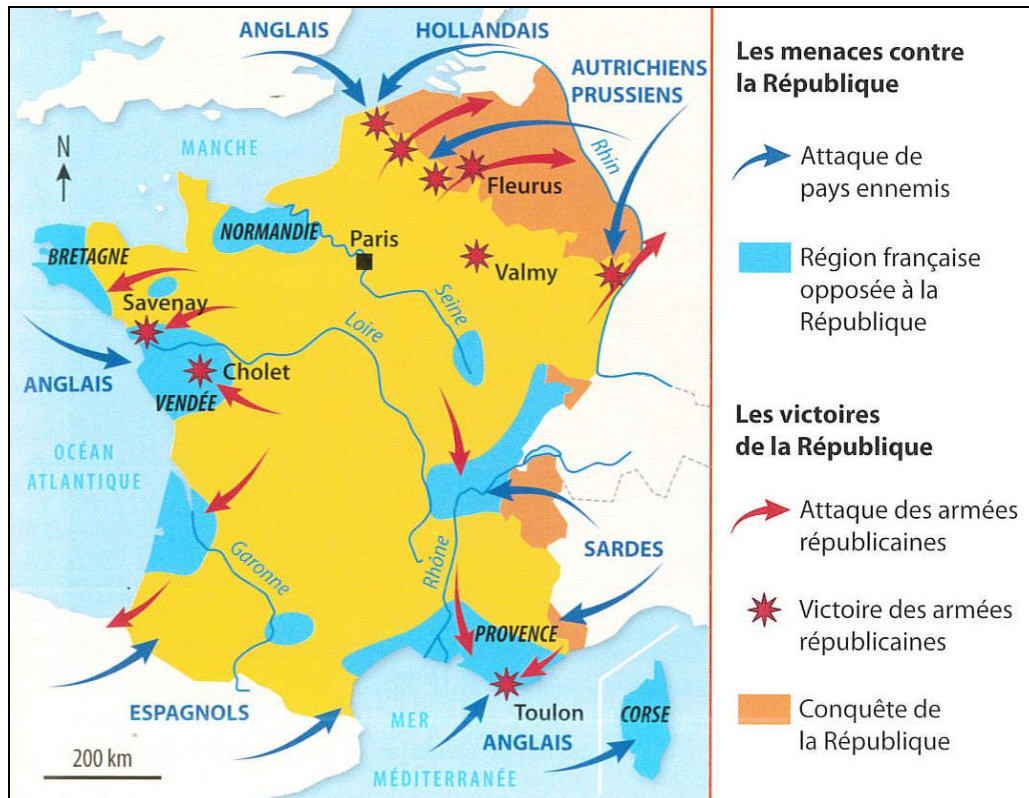 ANGLAIS
HOLLANDAIS
AUTRICHIENS
PRUSSIENS
N
MANCHE
Rhin
Fleurus
NORMANDIE
Paris
BRETAGNE
Valmy
Savenay
Seine
Loire
Cholet
ANGLAIS
VENDÉE
OCÉAN
ATLANTIQUE
SARDES
Garonne
Rhône
PROVENCE
ESPAGNOLS
MER
Toulon
CORSE
ANGLAIS
200 km
MÉDITERRANÉE
Les menaces contre
la République
Attaque de
pays ennemis
Région française
opposée à la
République
Les victoires
de la République
Attaque des armées
républicaines
Victoire des armées
républicaines
Conquête de
la République